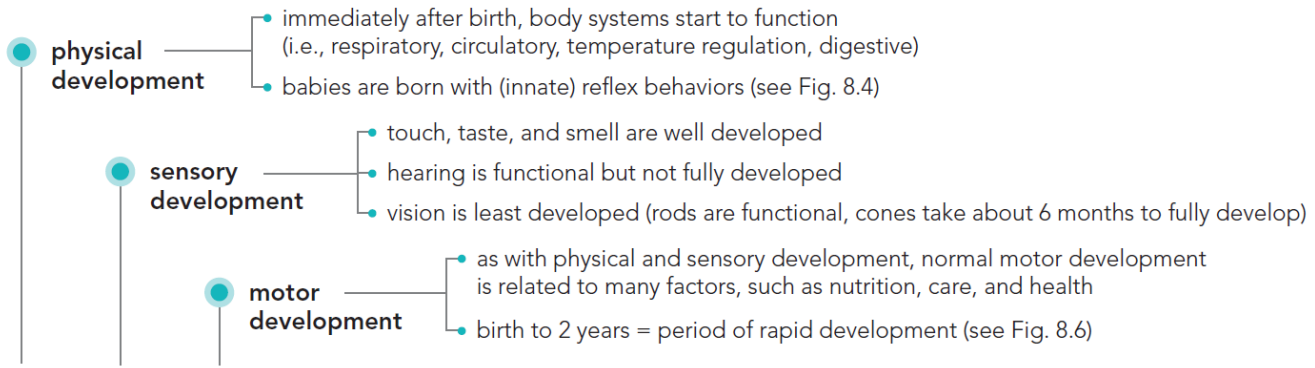 physical
development
immediately after birth, body systems start to function
(i.e., respiratory, circulatory, temperature regulation, digestive)
babies are born with (innate) reflex behaviors (see Fig. 8.4)
sensory
development
touch, taste, and smell are well developed
hearing is functional but not fully developed
vision is least developed (rods are functional, cones take about 6 months to fully develop)
motor
development
as with physical and sensory development, normal motor development
is related to many factors, such as nutrition, care, and health
birth to 2 years = period of rapid development (see Fig. 8.6)